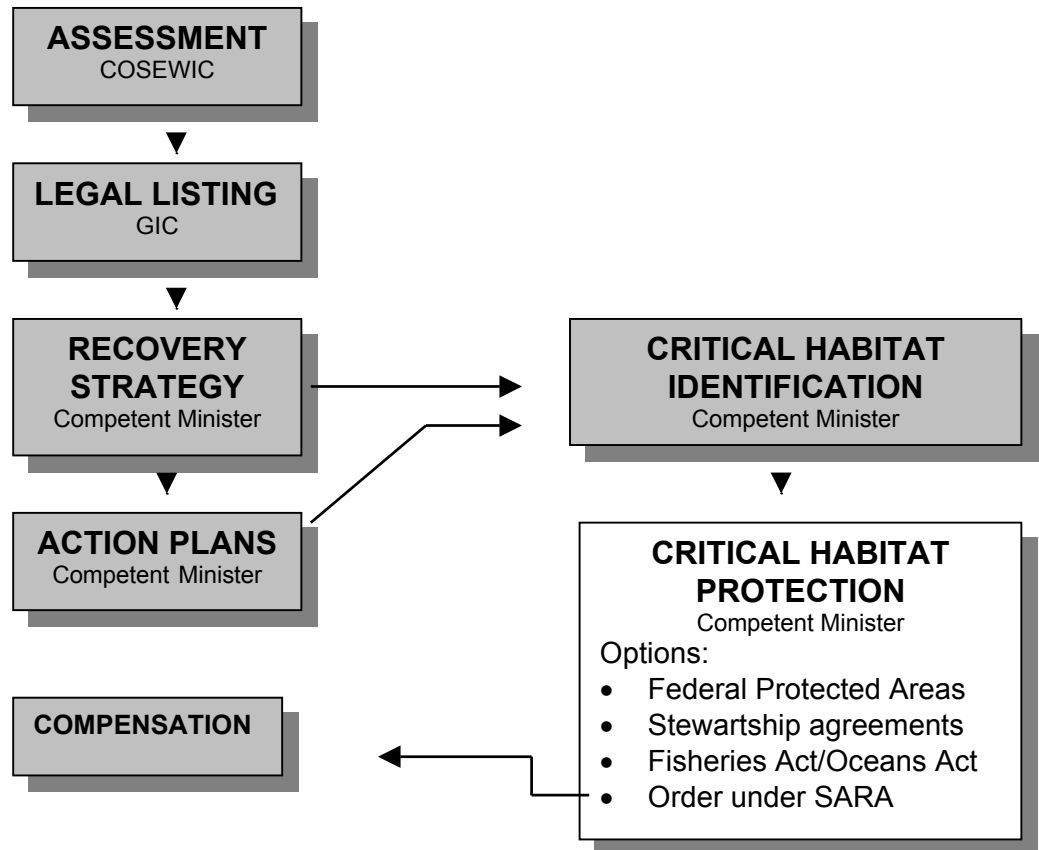 ASSESSMENT
COSEWIC
LEGAL LISTING
GIC
RECOVERY
STRATEGY
Competent Minister
ACTION PLANS
Competent Minister
CRITICAL HABITAT
IDENTIFICATION
Competent Minister
CRITICAL HABITAT
PROTECTION
Competent Minister
Options:
• Federal Protected Areas
• Stewartship agreements
• Fisheries Act/Oceans Act
• Order under SARA
COMPENSATION